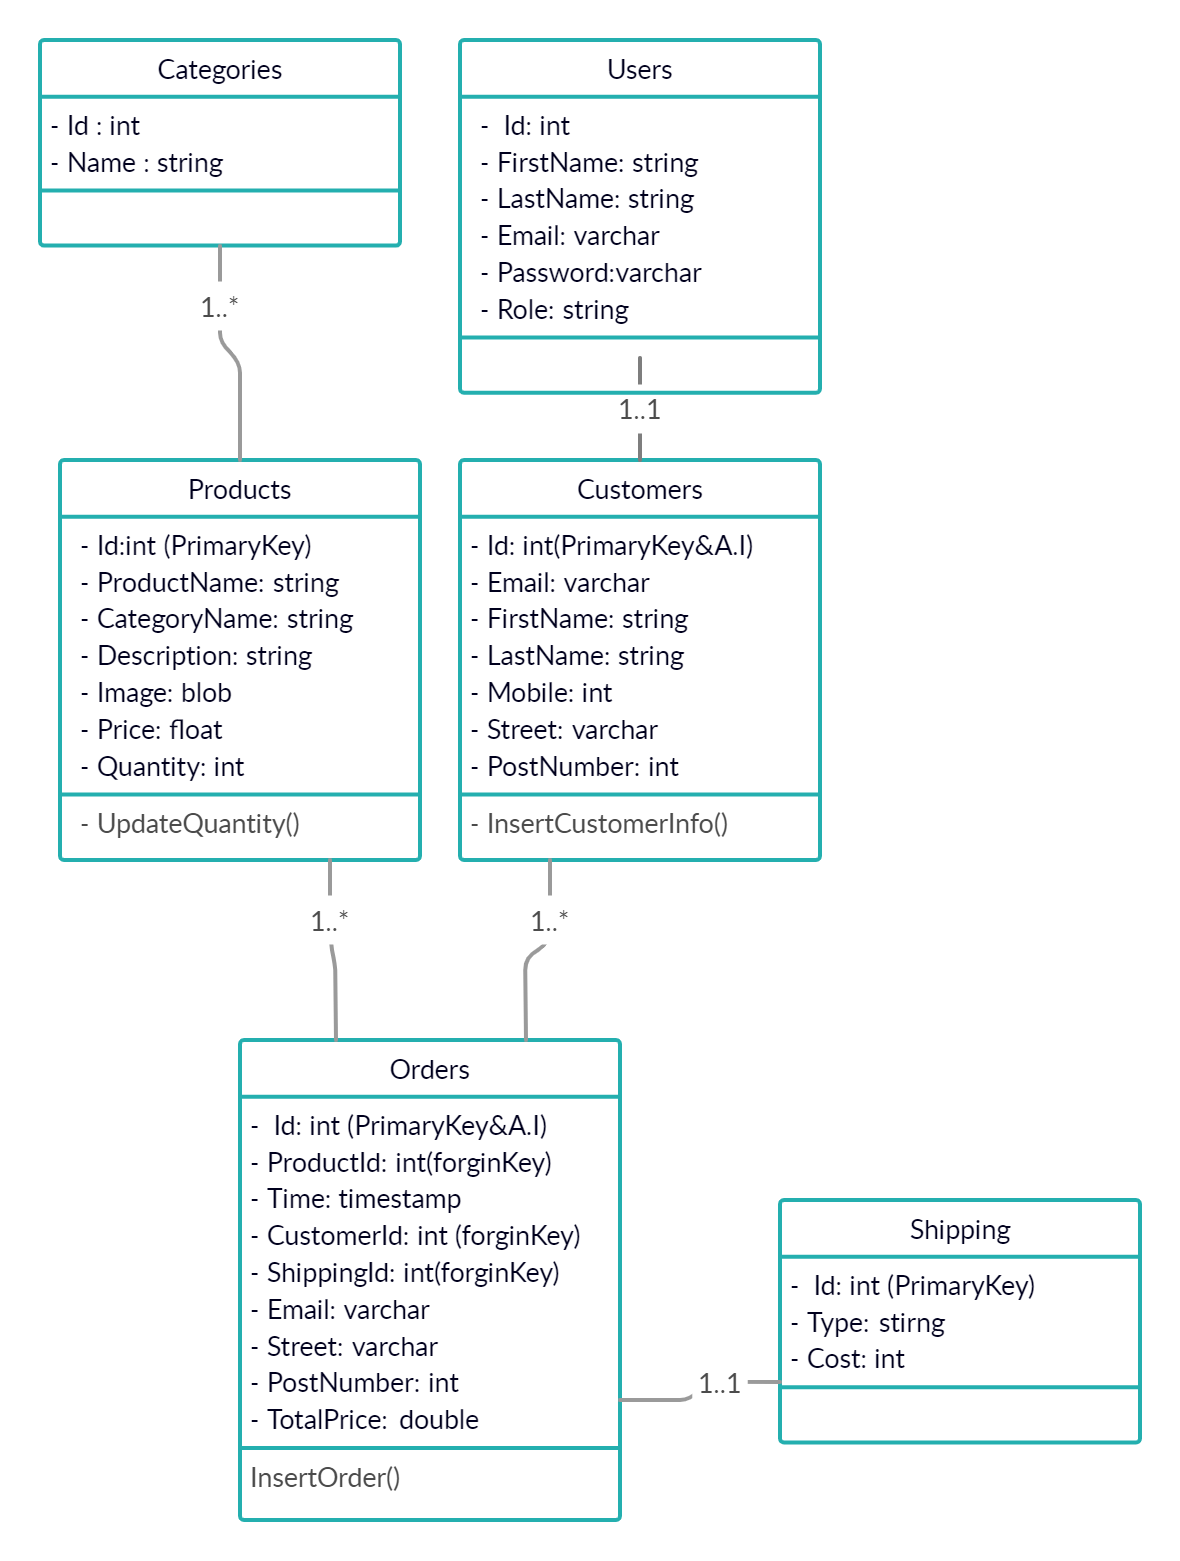 Categories
- Id : int
- Name : string
1..*
Users
- Id: int
- FirstName: string
- LastName: string
- Email: varchar
- Password:varchar
- Role: string
1..1
Products
- Id:int (PrimaryKey)
- ProductName: string
- CategoryName: string
- Description: string
- Image: blob
- Price: float
- Quantity: int
- UpdateQuantity()
1..*
Customers
- Id: int(PrimaryKey&A.I)
- Email: varchar
- FirstName: string
- LastName: string
- Mobile: int
- Street: varchar
- PostNumber: int
- InsertCustomerInfo()
1..*
Orders
- Id: int (PrimaryKey&A.I)
- ProductId: int(forginKey)
- Time: timestamp
- CustomerId: int (forginKey)
- ShippingId: int(forginKey)
- Email: varchar
- Street: varchar
- PostNumber: int
- TotalPrice: double
InsertOrder()
1..1
Shipping
- Id: int (PrimaryKey)
- Type: stirng
- Cost: int